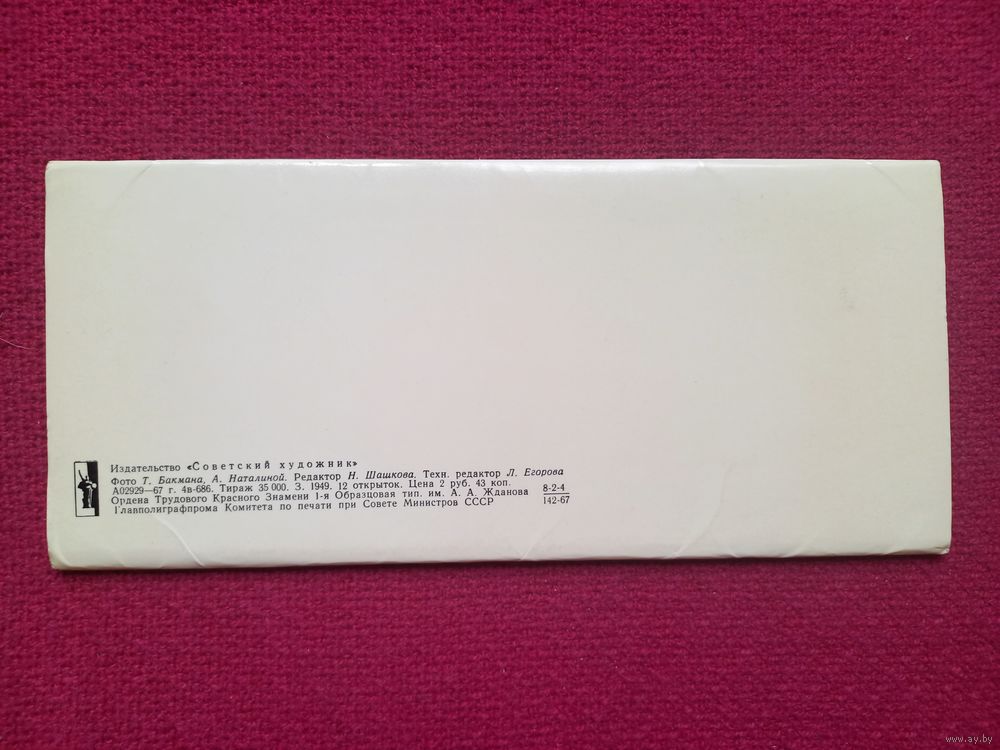 Издательство «Советский художник»
Фото Т. Бакмана, А. Наталиной. Редактор Н. Шашкова. Техн. редактор Л. Егорова
А02929—67 г. 4в-686. Тираж 35 000. З. 1949. 12 открыток. Цена 2 руб. 43 коп.
Ордена Трудового Красного Знамени 1-я Образцовая тип. им. А. А. Жданова
Главполиграфпрома Комитета по печати при Совете Министров СССР
8-2-4
142-67
www.ay.by